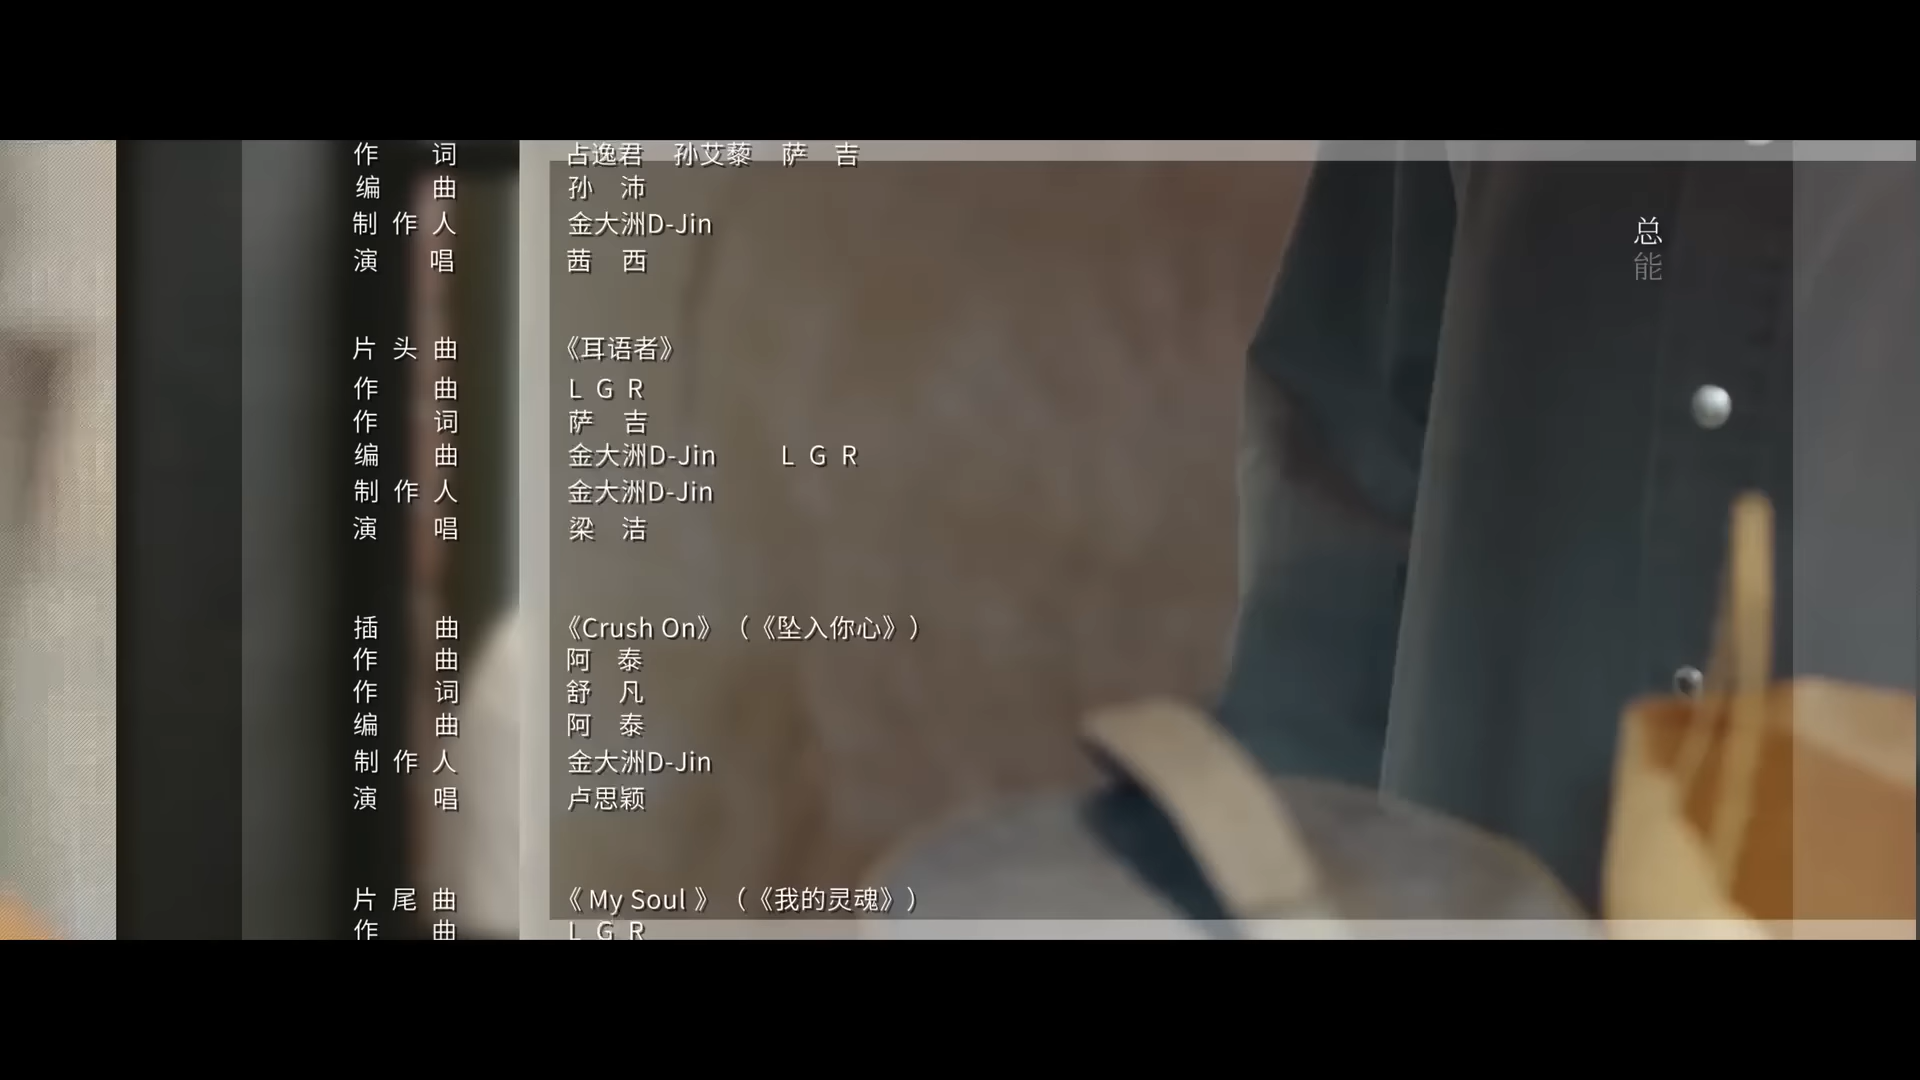 作 词 占逸君 孙艾藜 萨 吉
编 曲 孙 沛
制 作 人 金大洲D-Jin
演 唱 茜 西
片 头 曲 《耳语者》
作 曲 L G R
作 词 萨 吉
编 曲 金大洲D-Jin L G R
制 作 人 金大洲D-Jin
演 唱 梁 洁
插 曲 《Crush On》（《坠入你心》）
作 曲 阿 泰
作 词 舒 凡
编 曲 阿 泰
制 作 人 金大洲D-Jin
演 唱 卢思颖
片 尾 曲 《 My Soul 》（《我的灵魂》）
作 曲 L G R
总
能